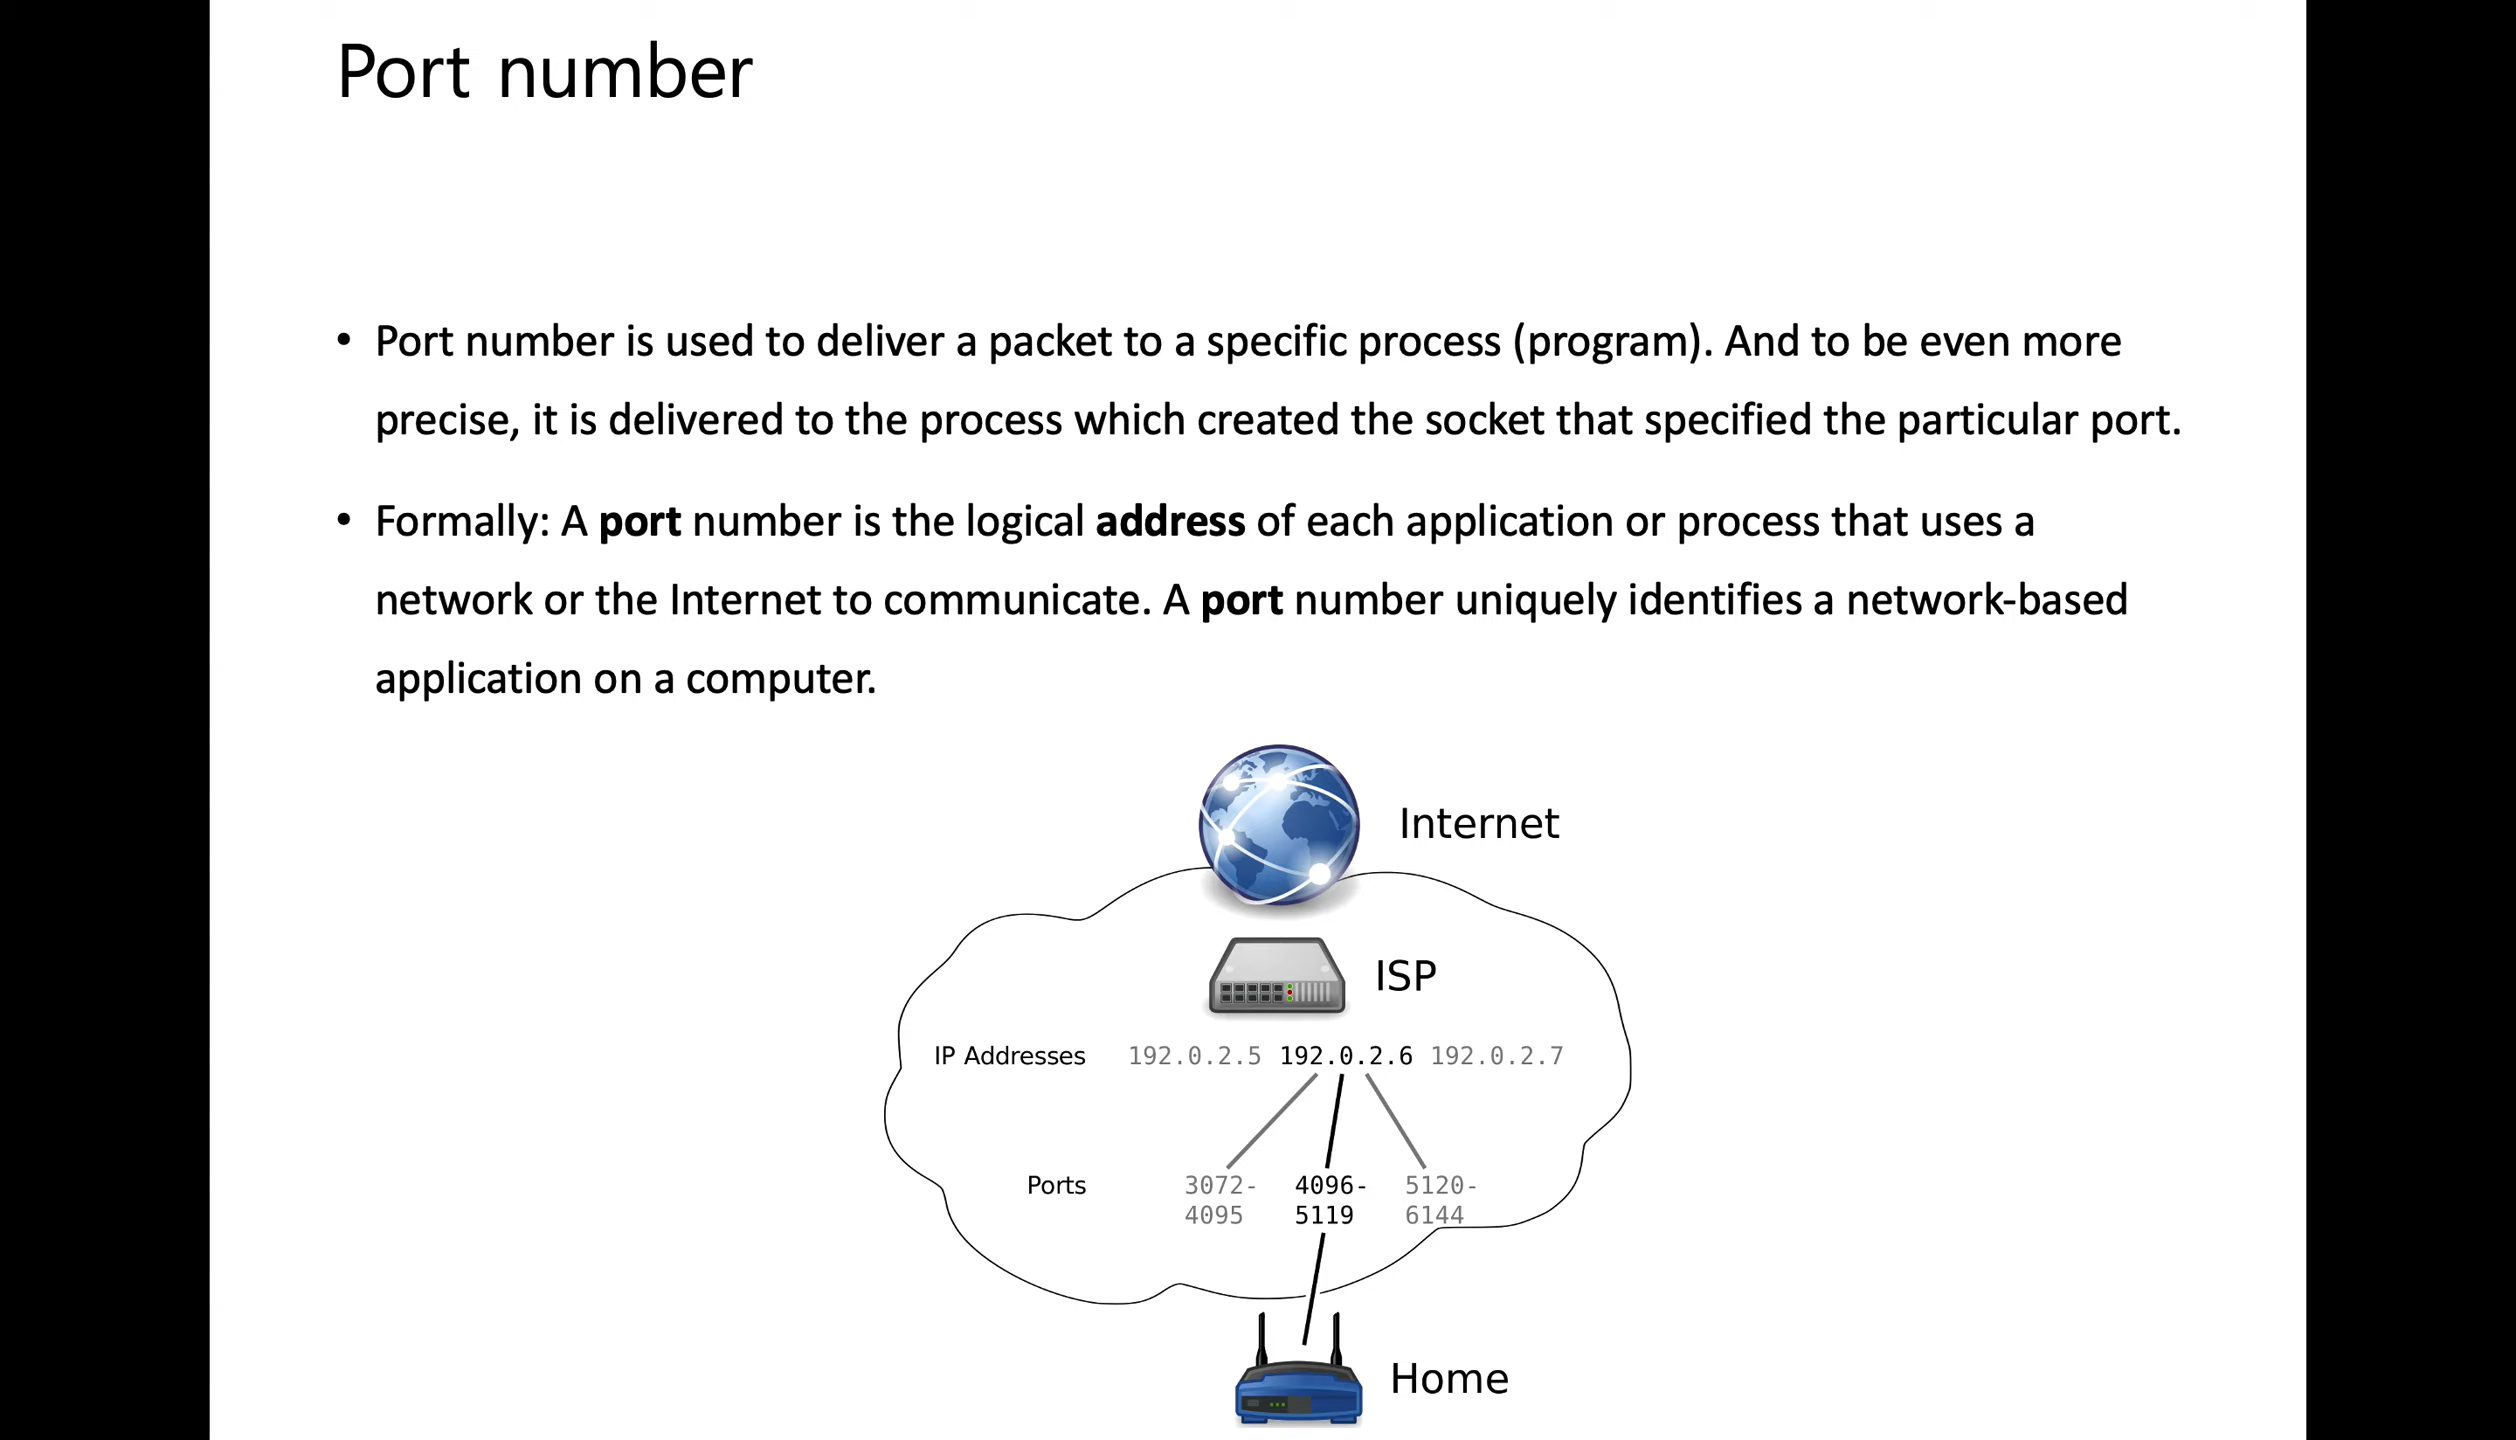 Port number
• Port number is used to deliver a packet to a specific process (program). And to be even more
precise, it is delivered to the process which created the socket that specified the particular port.
• Formally: A port number is the logical address of each application or process that uses a
network or the Internet to communicate. A port number uniquely identifies a network-based
application on a computer.
Internet
ISP
IP Addresses 192.0.2.5 192.0.2.6 192.0.2.7
Ports 3072- 4096- 5120-
4095 5119 6144
Home